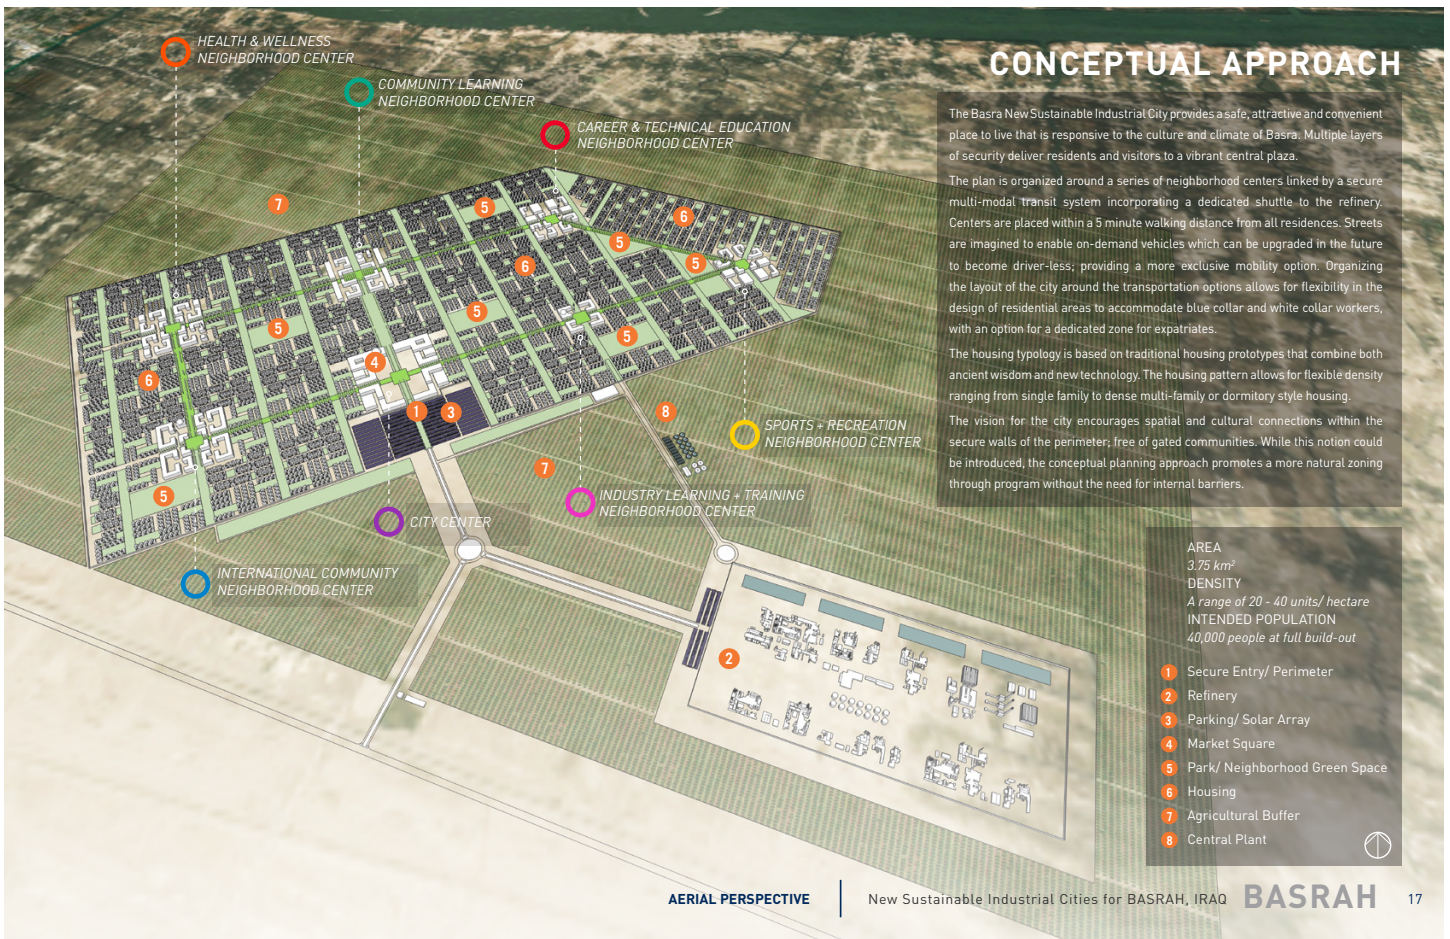 HEALTH & WELLNESS
NEIGHBORHOOD CENTER
COMMUNITY LEARNING
NEIGHBORHOOD CENTER
CAREER & TECHNICAL EDUCATION
NEIGHBORHOOD CENTER
7
5
6
5
5
6
5
5
5
4
6
1
3
8
7
5
SPORTS + RECREATION
NEIGHBORHOOD CENTER
INDUSTRY LEARNING + TRAINING
NEIGHBORHOOD CENTER
CITY CENTER
INTERNATIONAL COMMUNITY
NEIGHBORHOOD CENTER
2
CONCEPTUAL APPROACH
The Basra New Sustainable Industrial City provides a safe, attractive and convenient
place to live that is responsive to the culture and climate of Basra. Multiple layers
of security deliver residents and visitors to a vibrant central plaza.
The plan is organized around a series of neighborhood centers linked by a secure
multi-modal transit system incorporating a dedicated shuttle to the refinery.
Centers are placed within a 5 minute walking distance from all residences. Streets
are imagined to enable on-demand vehicles which can be upgraded in the future
to become driver-less; providing a more exclusive mobility option. Organizing
the layout of the city around the transportation options allows for flexibility in the
design of residential areas to accommodate blue collar and white collar workers,
with an option for a dedicated zone for expatriates.
The housing typology is based on traditional housing prototypes that combine both
ancient wisdom and new technology. The housing pattern allows for flexible density
ranging from single family to dense multi-family or dormitory style housing.
The vision for the city encourages spatial and cultural connections within the
secure walls of the perimeter; free of gated communities. While this notion could
be introduced, the conceptual planning approach promotes a more natural zoning
through program without the need for internal barriers.
AREA
3.75 km²
DENSITY
A range of 20 - 40 units/ hectare
INTENDED POPULATION
40,000 people at full build-out
1 Secure Entry/ Perimeter
2 Refinery
3 Parking/ Solar Array
4 Market Square
5 Park/ Neighborhood Green Space
6 Housing
7 Agricultural Buffer
8 Central Plant
AERIAL PERSPECTIVE
New Sustainable Industrial Cities for BASRAH, IRAQ
BASRAH
17